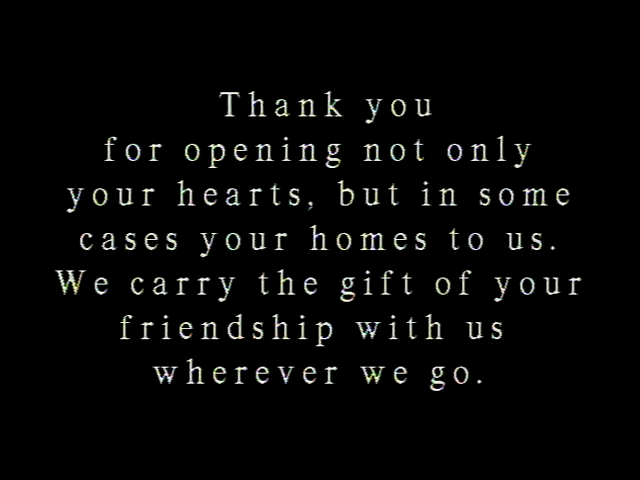 Thank you
for opening not only
your hearts, but in some
cases your homes to us.
We carry the gift of your
friendship with us
wherever we go.